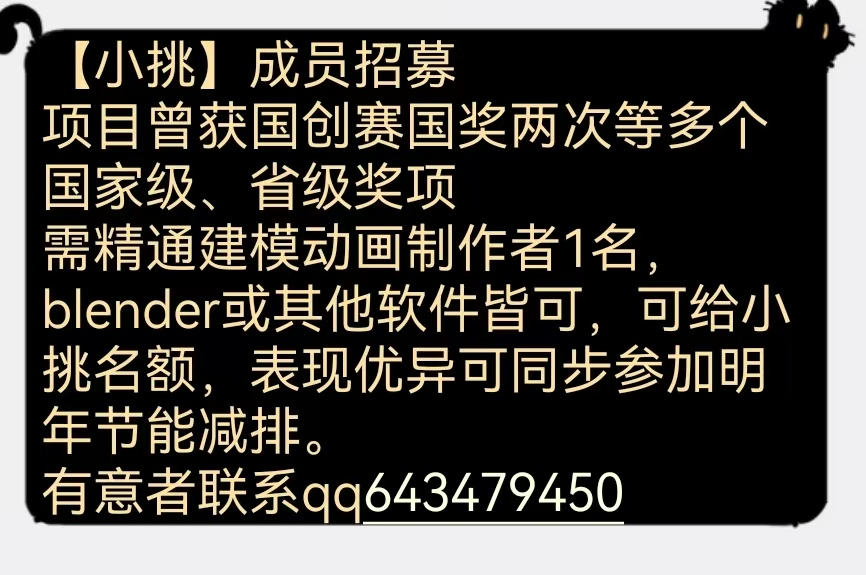 【小挑】成员招募
项目曾获国创赛国奖两次等多个
国家级、省级奖项
需精通建模动画制作者1名，
blender或其他软件皆可，可给小
挑名额，表现优异可同步参加明
年节能减排。
有意者联系qq643479450